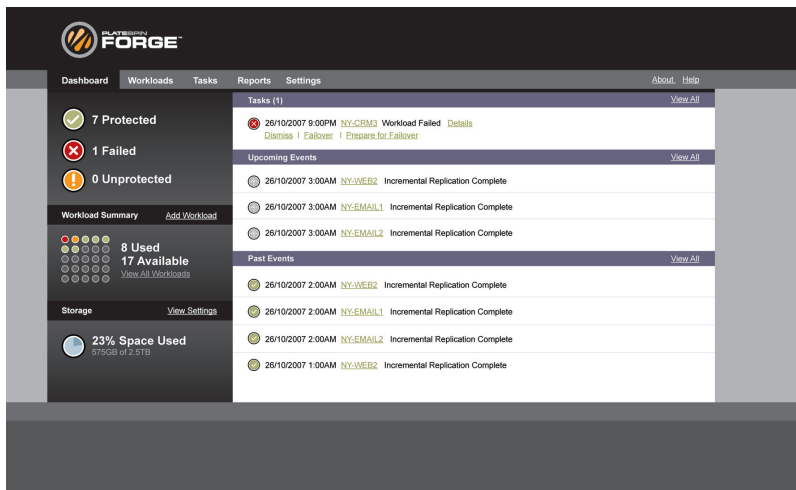 PLATESPIN
FORGE™
Dashboard Workloads Tasks Reports Settings About Help
7 Protected
1 Failed
0 Unprotected
Workload Summary Add Workload
8 Used
17 Available
View All Workloads
Storage View Settings
23% Space Used
575GB of 2.5TB
Tasks (1) View All
26/10/2007 9:00PM NY-CRM3 Workload Failed Details
Dismiss | Failover | Prepare for Failover
Upcoming Events View All
26/10/2007 3:00AM NY-WEB2 Incremental Replication Complete
26/10/2007 3:00AM NY-EMAIL1 Incremental Replication Complete
26/10/2007 3:00AM NY-EMAIL2 Incremental Replication Complete
Past Events View All
26/10/2007 2:00AM NY-WEB2 Incremental Replication Complete
26/10/2007 2:00AM NY-EMAIL1 Incremental Replication Complete
26/10/2007 2:00AM NY-EMAIL2 Incremental Replication Complete
26/10/2007 1:00AM NY-WEB2 Incremental Replication Complete